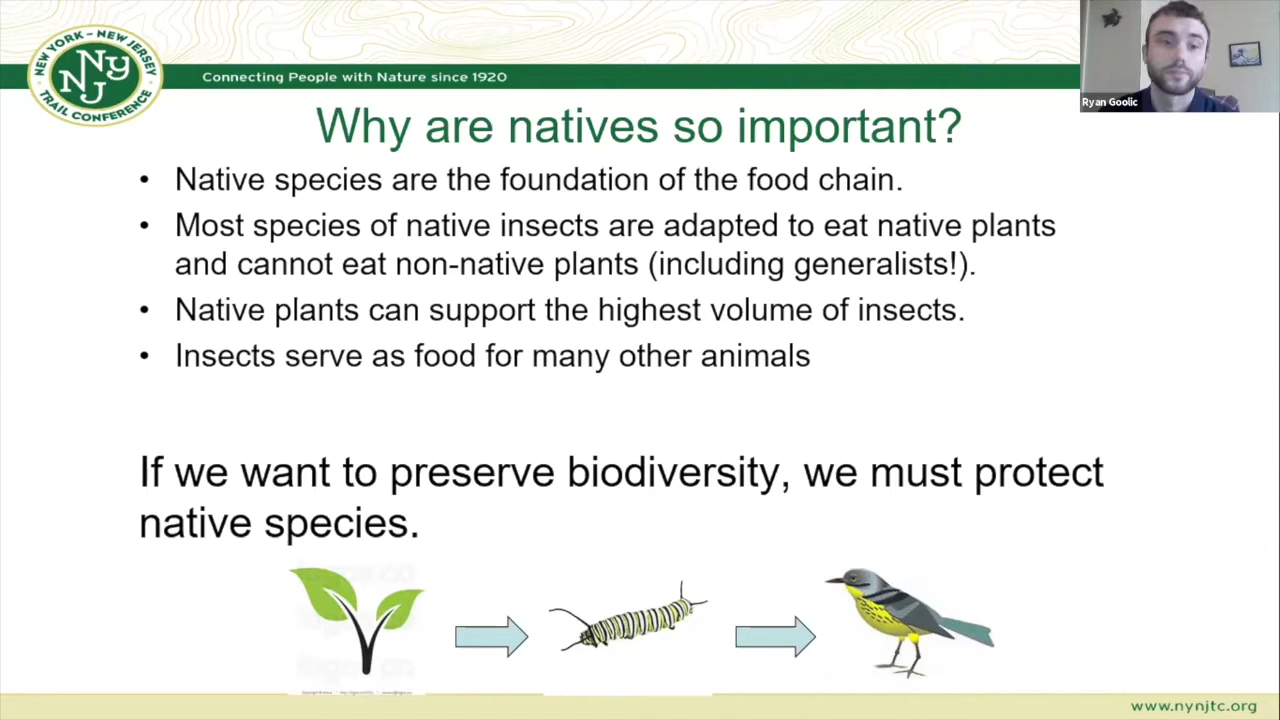 NEW YORK – NEW JERSEY
NY
NJ
TRAIL CONFERENCE
Connecting People with Nature since 1920
Ryan Goolic
Why are natives so important?
• Native species are the foundation of the food chain.
• Most species of native insects are adapted to eat native plants
and cannot eat non-native plants (including generalists!).
• Native plants can support the highest volume of insects.
• Insects serve as food for many other animals
If we want to preserve biodiversity, we must protect
native species.
www.nynjtc.org